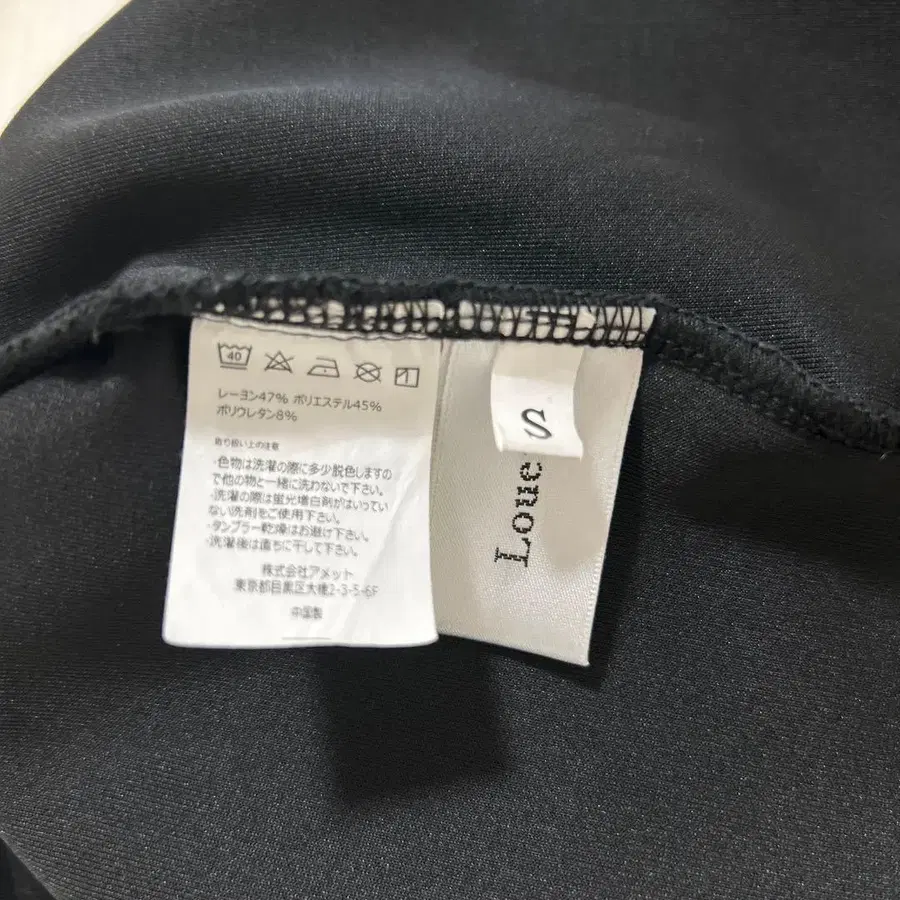 40
レーヨン47% ポリエステル45%
ポリウレタン8%
取り扱い上の注意
・色物は洗濯の際に多少脱色しますの
で他の物と一緒に洗わないで下さい。
・洗濯の際は蛍光増白剤がはいってい
ない洗剤をご使用下さい。
・タンブラー乾燥はお避け下さい。
・洗濯後は直ちに干して下さい。
株式会社アメット
東京都目黒区大橋2-3-5-6F
中国製
S
Loue